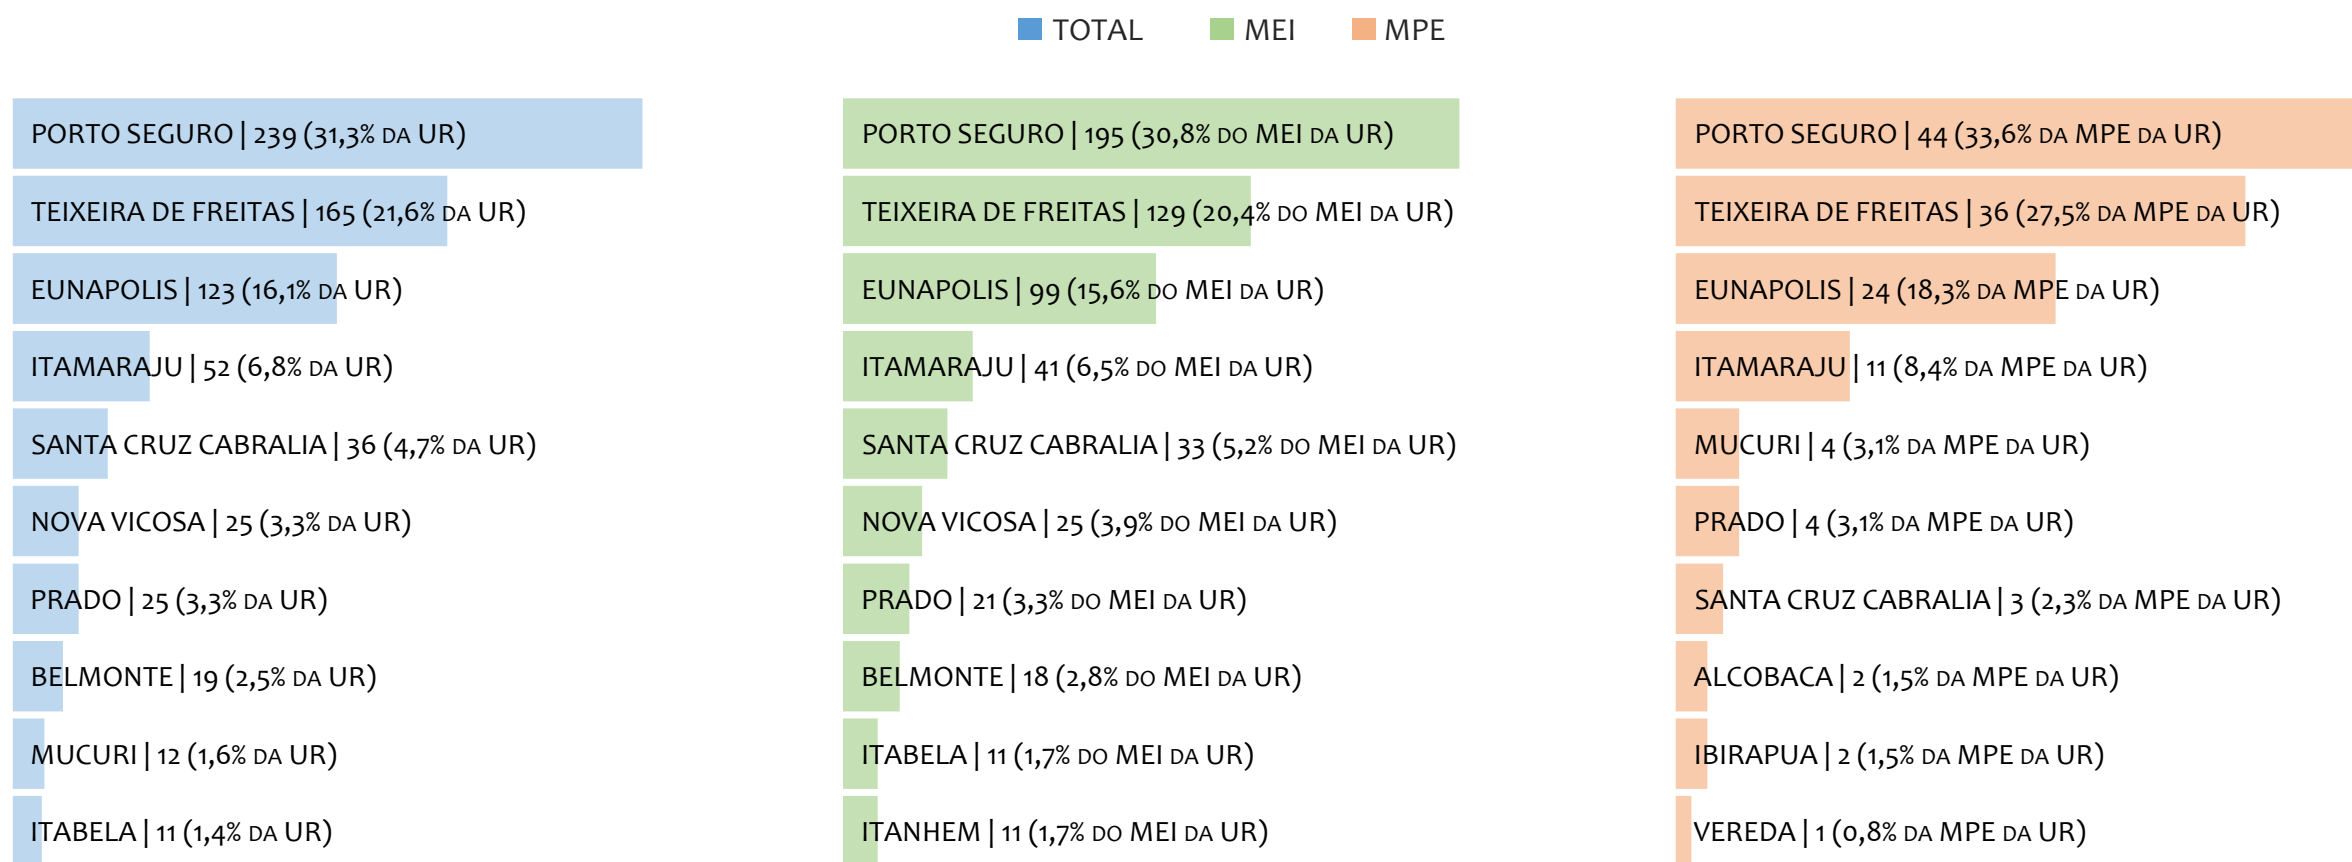 TOTAL MEI MPE
PORTO SEGURO | 239 (31,3% DA UR)
TEIXEIRA DE FREITAS | 165 (21,6% DA UR)
EUNAPOLIS | 123 (16,1% DA UR)
ITAMARAJU | 52 (6,8% DA UR)
SANTA CRUZ CABRALIA | 36 (4,7% DA UR)
NOVA VICOSA | 25 (3,3% DA UR)
PRADO | 25 (3,3% DA UR)
BELMONTE | 19 (2,5% DA UR)
MUCURI | 12 (1,6% DA UR)
ITABELA | 11 (1,4% DA UR)
PORTO SEGURO | 195 (30,8% DO MEI DA UR)
TEIXEIRA DE FREITAS | 129 (20,4% DO MEI DA UR)
EUNAPOLIS | 99 (15,6% DO MEI DA UR)
ITAMARAJU | 41 (6,5% DO MEI DA UR)
SANTA CRUZ CABRALIA | 33 (5,2% DO MEI DA UR)
NOVA VICOSA | 25 (3,9% DO MEI DA UR)
PRADO | 21 (3,3% DO MEI DA UR)
BELMONTE | 18 (2,8% DO MEI DA UR)
ITABELA | 11 (1,7% DO MEI DA UR)
ITANHEM | 11 (1,7% DO MEI DA UR)
PORTO SEGURO | 44 (33,6% DA MPE DA UR)
TEIXEIRA DE FREITAS | 36 (27,5% DA MPE DA UR)
EUNAPOLIS | 24 (18,3% DA MPE DA UR)
ITAMARAJU | 11 (8,4% DA MPE DA UR)
MUCURI | 4 (3,1% DA MPE DA UR)
PRADO | 4 (3,1% DA MPE DA UR)
SANTA CRUZ CABRALIA | 3 (2,3% DA MPE DA UR)
ALCOBACA | 2 (1,5% DA MPE DA UR)
IBIRAPUA | 2 (1,5% DA MPE DA UR)
VEREDA | 1 (0,8% DA MPE DA UR)